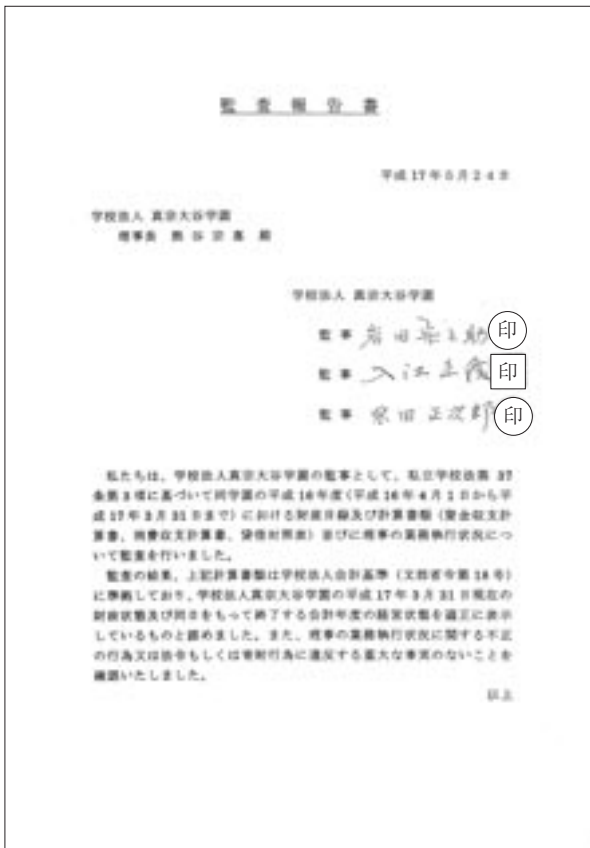 監査報告書
平成17年5月24日
学校法人 真宗大谷学園
理事長 熊谷宗惠 殿
学校法人 真宗大谷学園
監事 印
監事 入江 印
監事 田正次郎 印
私たちは、学校法人真宗大谷学園の監事として、私立学校法第37
条第3項に基づいて同学園の平成16年度(平成16年4月1日から平
成17年3月31日まで)における財産目録及び計算書類(資金収支計
算書、消費収支計算書、貸借対照表)並びに理事の業務執行状況につ
いて監査を行いました。
監査の結果、上記計算書類は学校法人会計基準(文部省令第18号)
に準拠しており、学校法人真宗大谷学園の平成17年3月31日現在の
財政状態及び同日をもって終了する会計年度の経営状態を適正に表示
しているものと認めました。また、理事の業務執行状況に関する不正
の行為又は法令もしくは寄附行為に違反する重大な事実のないことを
確認いたしました。
以上